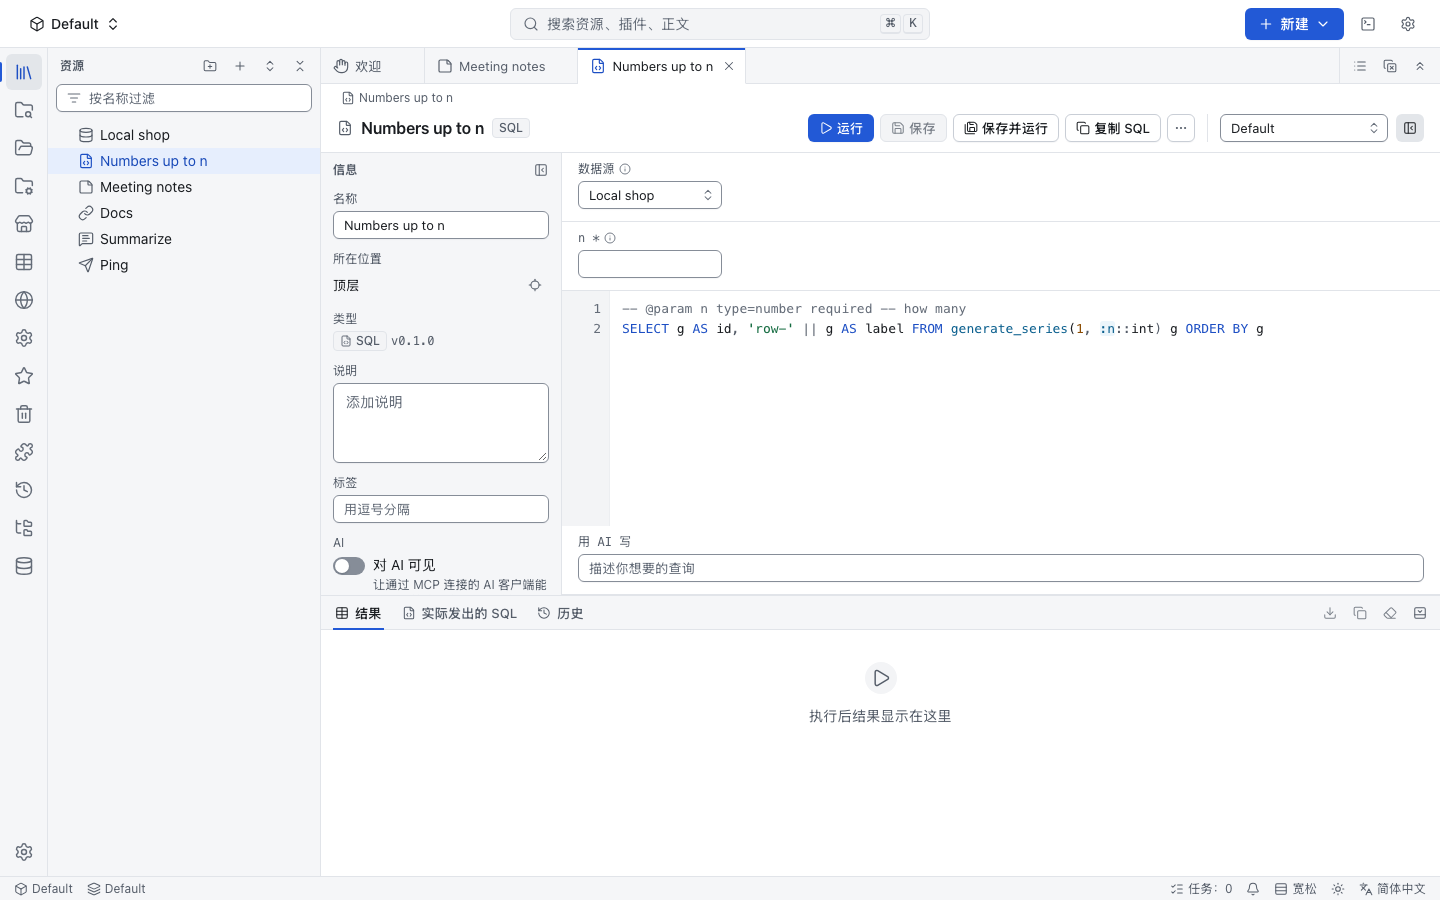 Default
搜索资源、插件、正文
⌘ K
新建
资源
按名称过滤
Local shop
Numbers up to n
Meeting notes
Docs
Summarize
Ping
欢迎
Meeting notes
Numbers up to n
Numbers up to n
Numbers up to n
SQL
运行
保存
保存并运行
复制 SQL
Default
信息
名称
Numbers up to n
所在位置
顶层
类型
SQL v0.1.0
说明
添加说明
标签
用逗号分隔
AI
对 AI 可见
让通过 MCP 连接的 AI 客户端能
数据源
Local shop
n *
1 -- @param n type=number required -- how many
2 SELECT g AS id, 'row-' || g AS label FROM generate_series(1, :n::int) g ORDER BY g
用 AI 写
描述你想要的查询
结果
实际发出的 SQL
历史
执行后结果显示在这里
Default
Default
任务: 0
宽松
简体中文